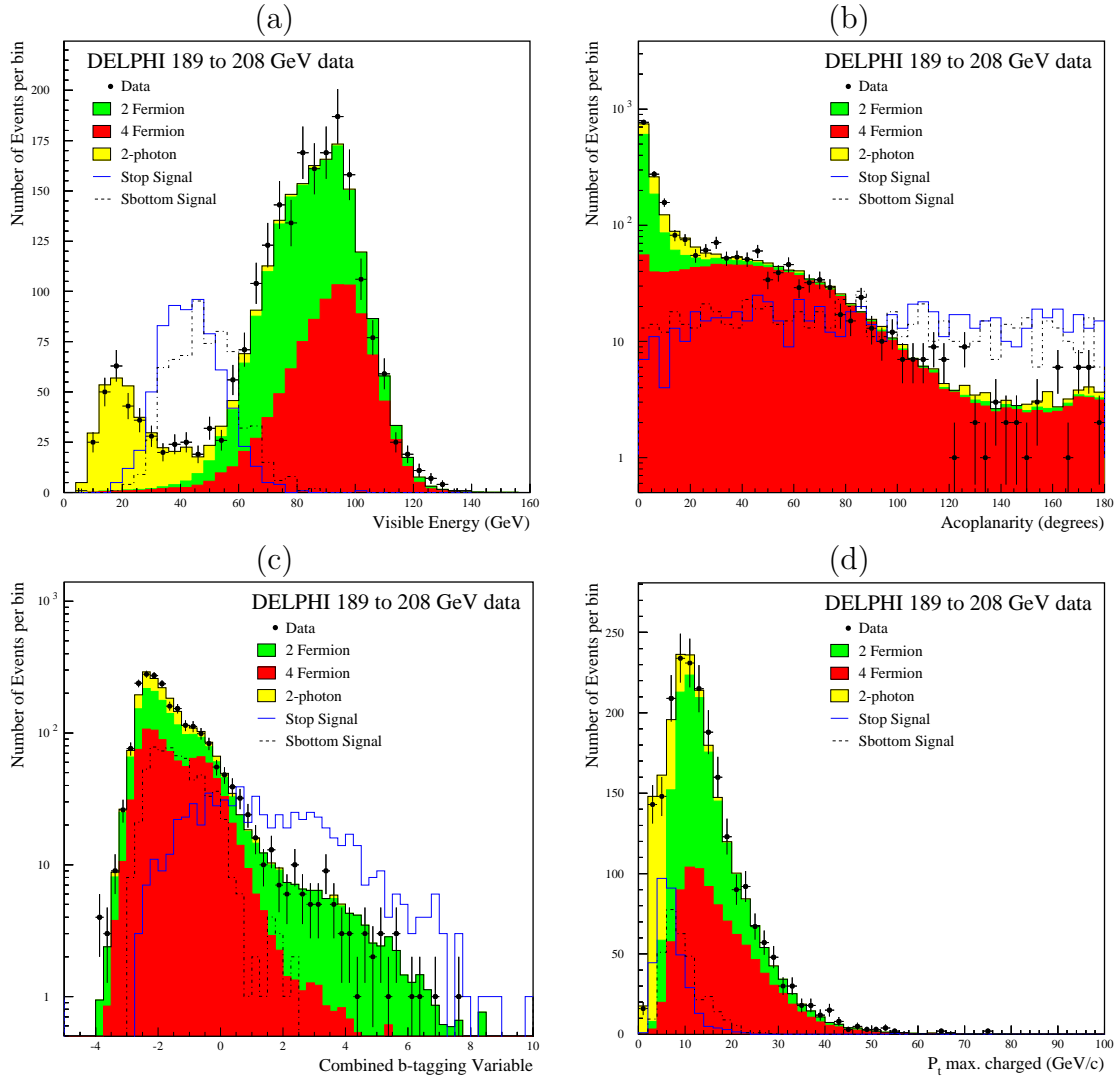 (a)
DELPHI 189 to 208 GeV data
Data
2 Fermion
4 Fermion
2-photon
Stop Signal
Sbottom Signal
Number of Events per bin
0
25
50
75
100
125
150
175
200
0 20 40 60 80 100 120 140 160
Visible Energy (GeV)
(b)
DELPHI 189 to 208 GeV data
Data
2 Fermion
4 Fermion
2-photon
Stop Signal
Sbottom Signal
Number of Events per bin
10³
10²
10
1
0 20 40 60 80 100 120 140 160 180
Acoplanarity (degrees)
(c)
DELPHI 189 to 208 GeV data
Data
2 Fermion
4 Fermion
2-photon
Stop Signal
Sbottom Signal
Number of Events per bin
10³
10²
10
1
-4 -2 0 2 4 6 8 10
Combined b-tagging Variable
(d)
DELPHI 189 to 208 GeV data
Data
2 Fermion
4 Fermion
2-photon
Stop Signal
Sbottom Signal
Number of Events per bin
0
50
100
150
200
250
0 10 20 30 40 50 60 70 80 90 100
Pₜ max. charged (GeV/c)